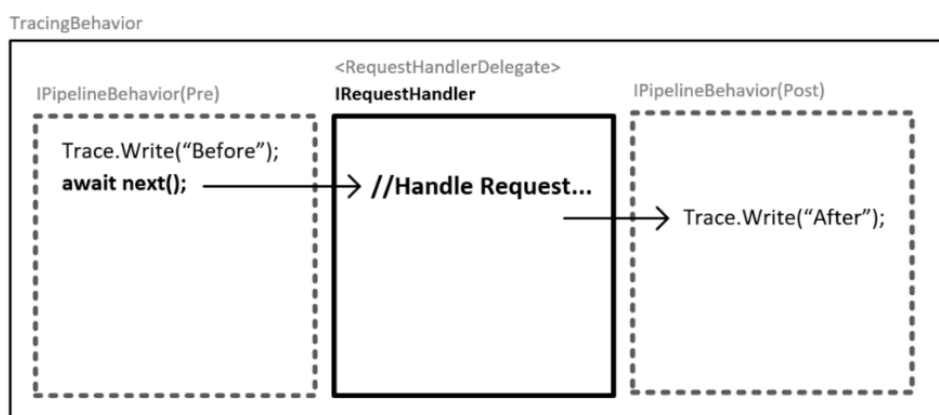 TracingBehavior
IPipelineBehavior(Pre)
Trace.Write(“Before”);
await next();
<RequestHandlerDelegate>
IRequestHandler
//Handle Request...
IPipelineBehavior(Post)
Trace.Write(“After”);